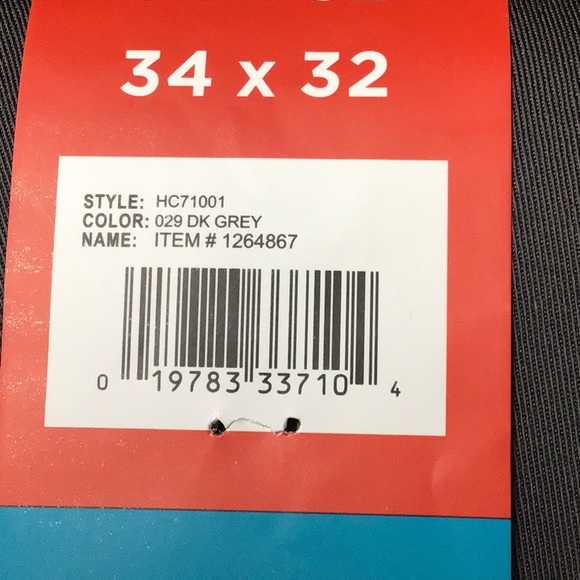 34 x 32
STYLE: HC71001
COLOR: 029 DK GREY
NAME: ITEM # 1264867
0 19783 33710 4